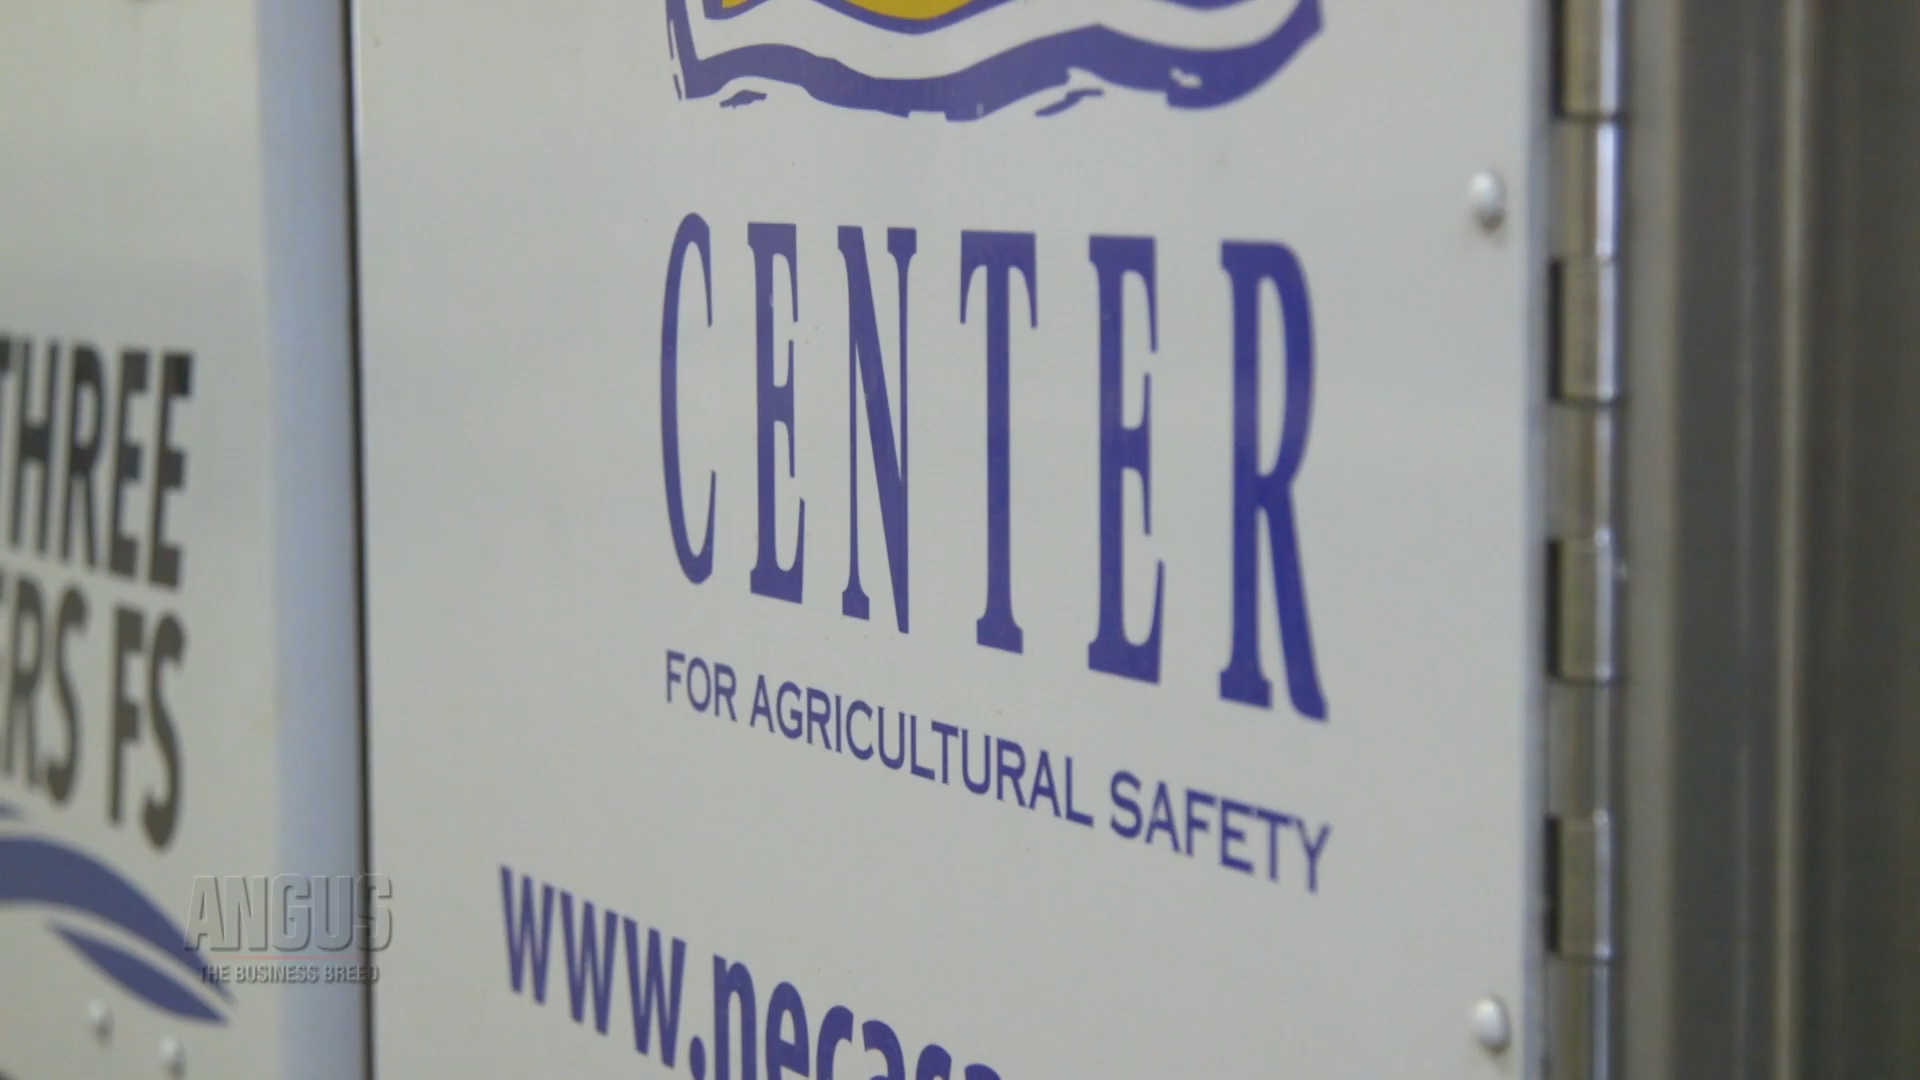 THREE
FS
CENTER
FOR AGRICULTURAL SAFETY
ANGUS
THE BUSINESS BREED